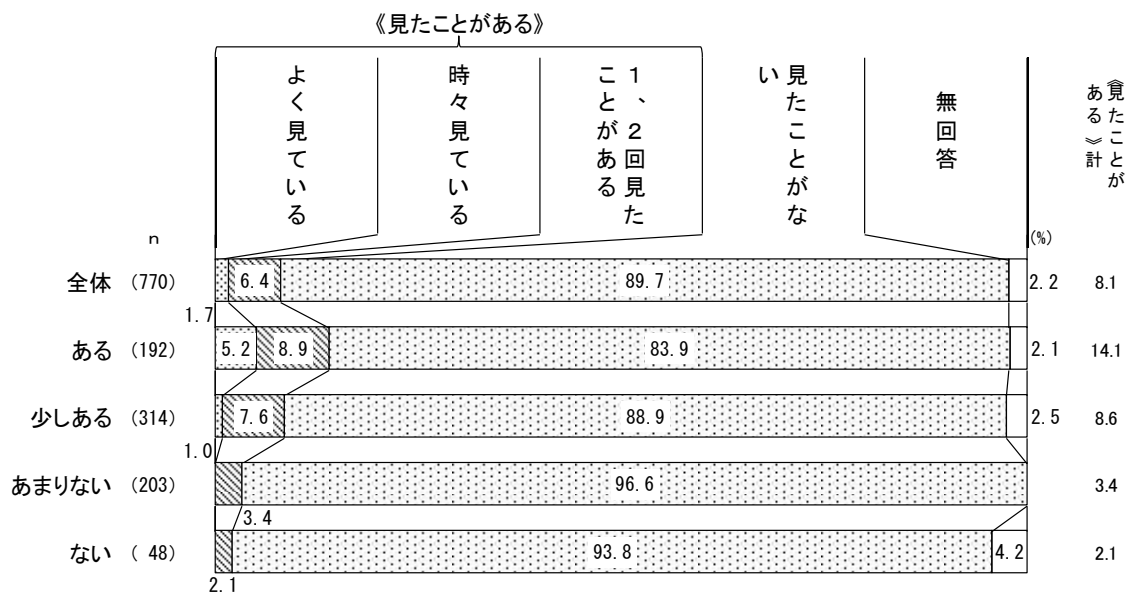 《見たことがある》
よく見ている
時々見ている
１、２回見た
ことがある
見たことがな
い
無回答
《見たことが
ある》計
ｎ
(%)
全体 (770) 6.4 89.7 2.2 8.1
1.7
ある (192) 5.2 8.9 83.9 2.1 14.1
少しある (314) 7.6 88.9 2.5 8.6
1.0
あまりない (203) 96.6 3.4
3.4
ない ( 48) 93.8 4.2 2.1
2.1